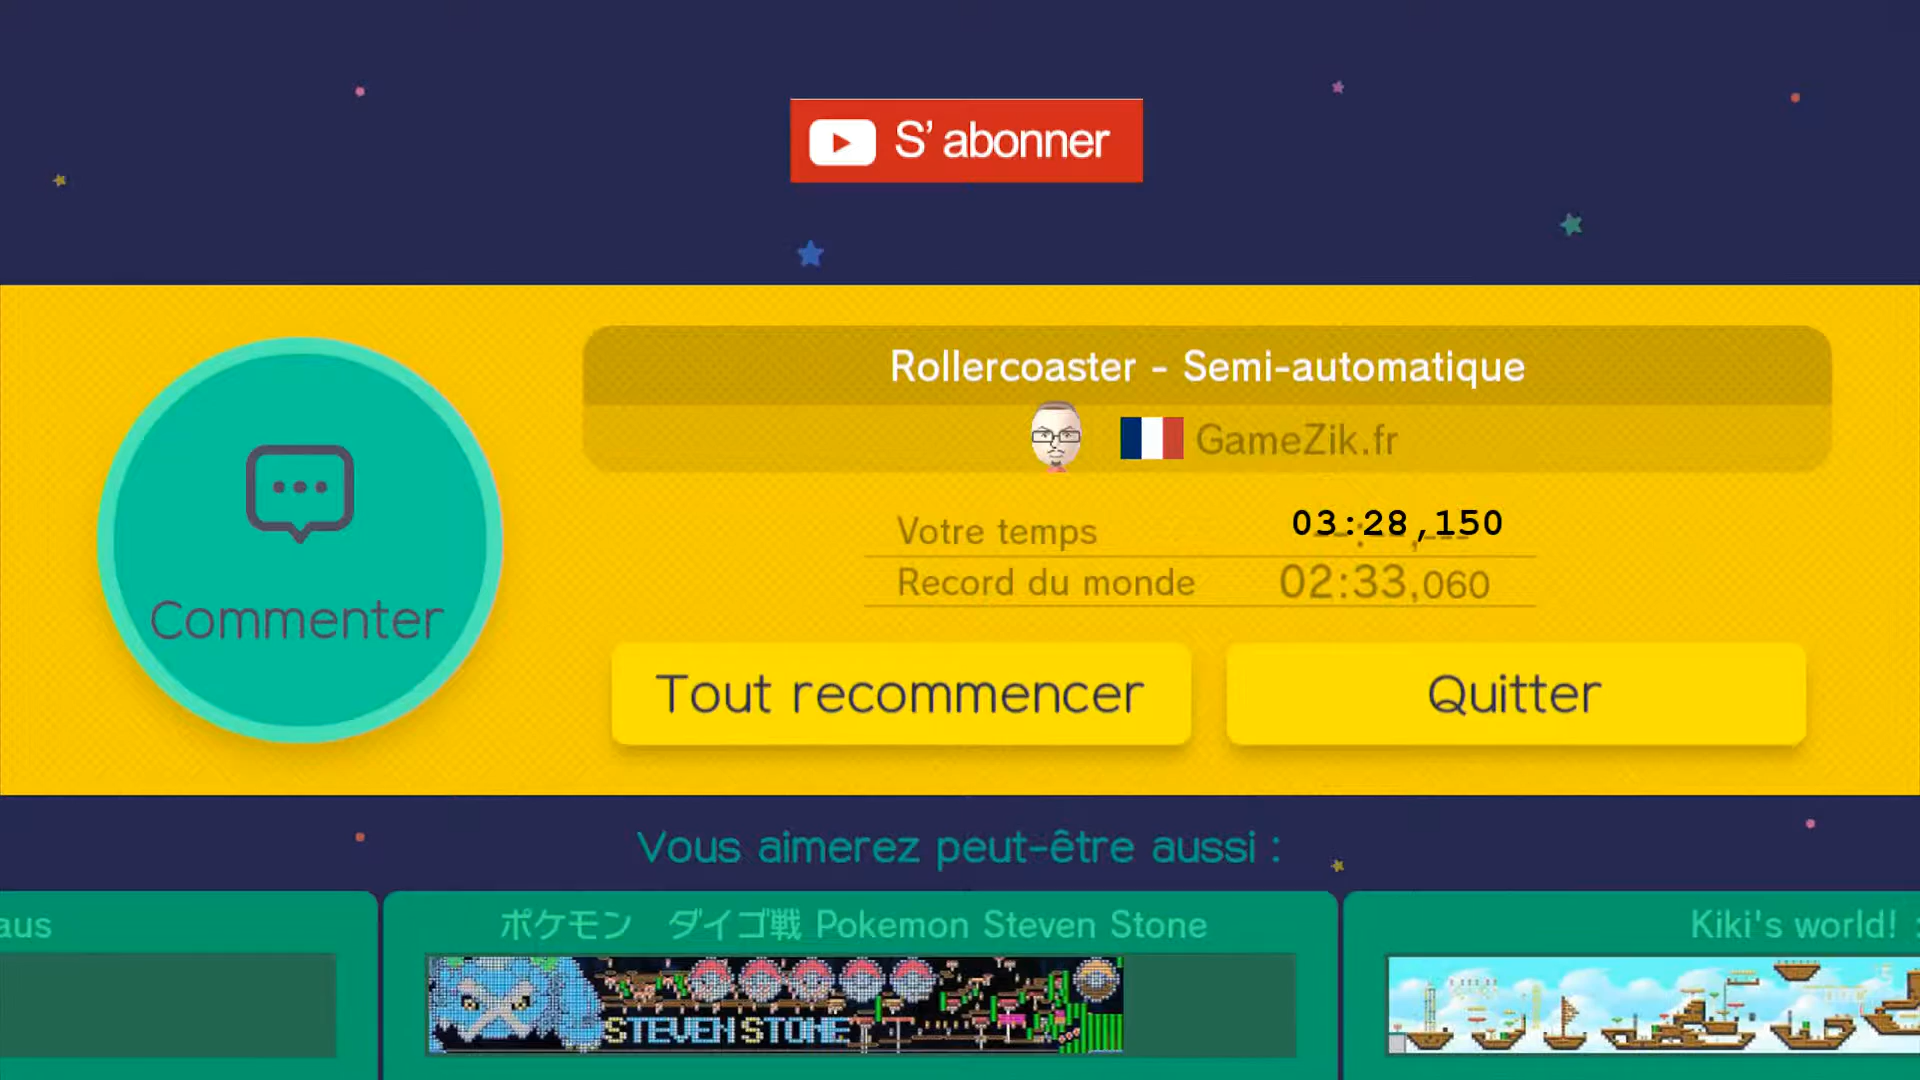 S' abonner
Rollercoaster - Semi-automatique
GameZik.fr
Votre temps 03:28,150
Record du monde 02:33,060
Commenter
Tout recommencer
Quitter
Vous aimerez peut-être aussi :
aus
ポケモン　ダイゴ戦 Pokemon Steven Stone
Kiki's world! :
STEVEN STONE